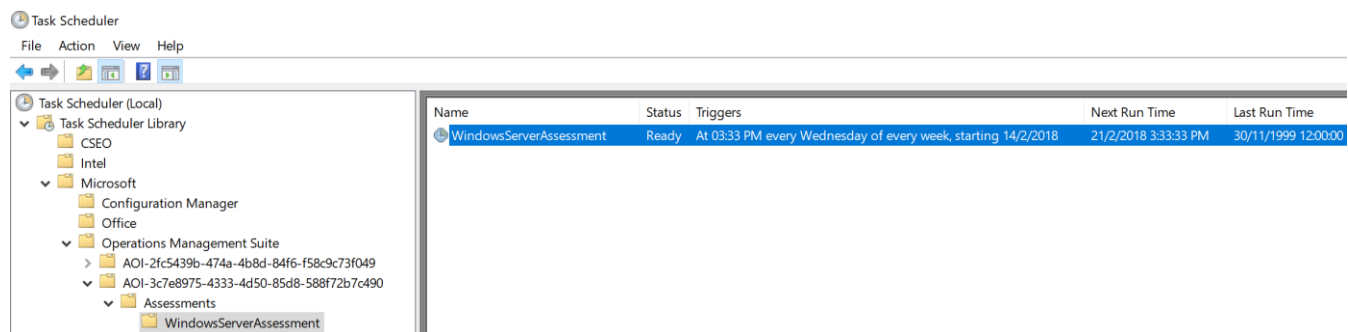 Task Scheduler
File Action View Help
Task Scheduler (Local)
Task Scheduler Library
CSEO
Intel
Microsoft
Configuration Manager
Office
Operations Management Suite
AOI-2fc5439b-474a-4b8d-84f6-f58c9c73f049
AOI-3c7e8975-4333-4d50-85d8-588f72b7c490
Assessments
WindowsServerAssessment
Name Status Triggers Next Run Time Last Run Time
WindowsServerAssessment Ready At 03:33 PM every Wednesday of every week, starting 14/2/2018 21/2/2018 3:33:33 PM 30/11/1999 12:00:00